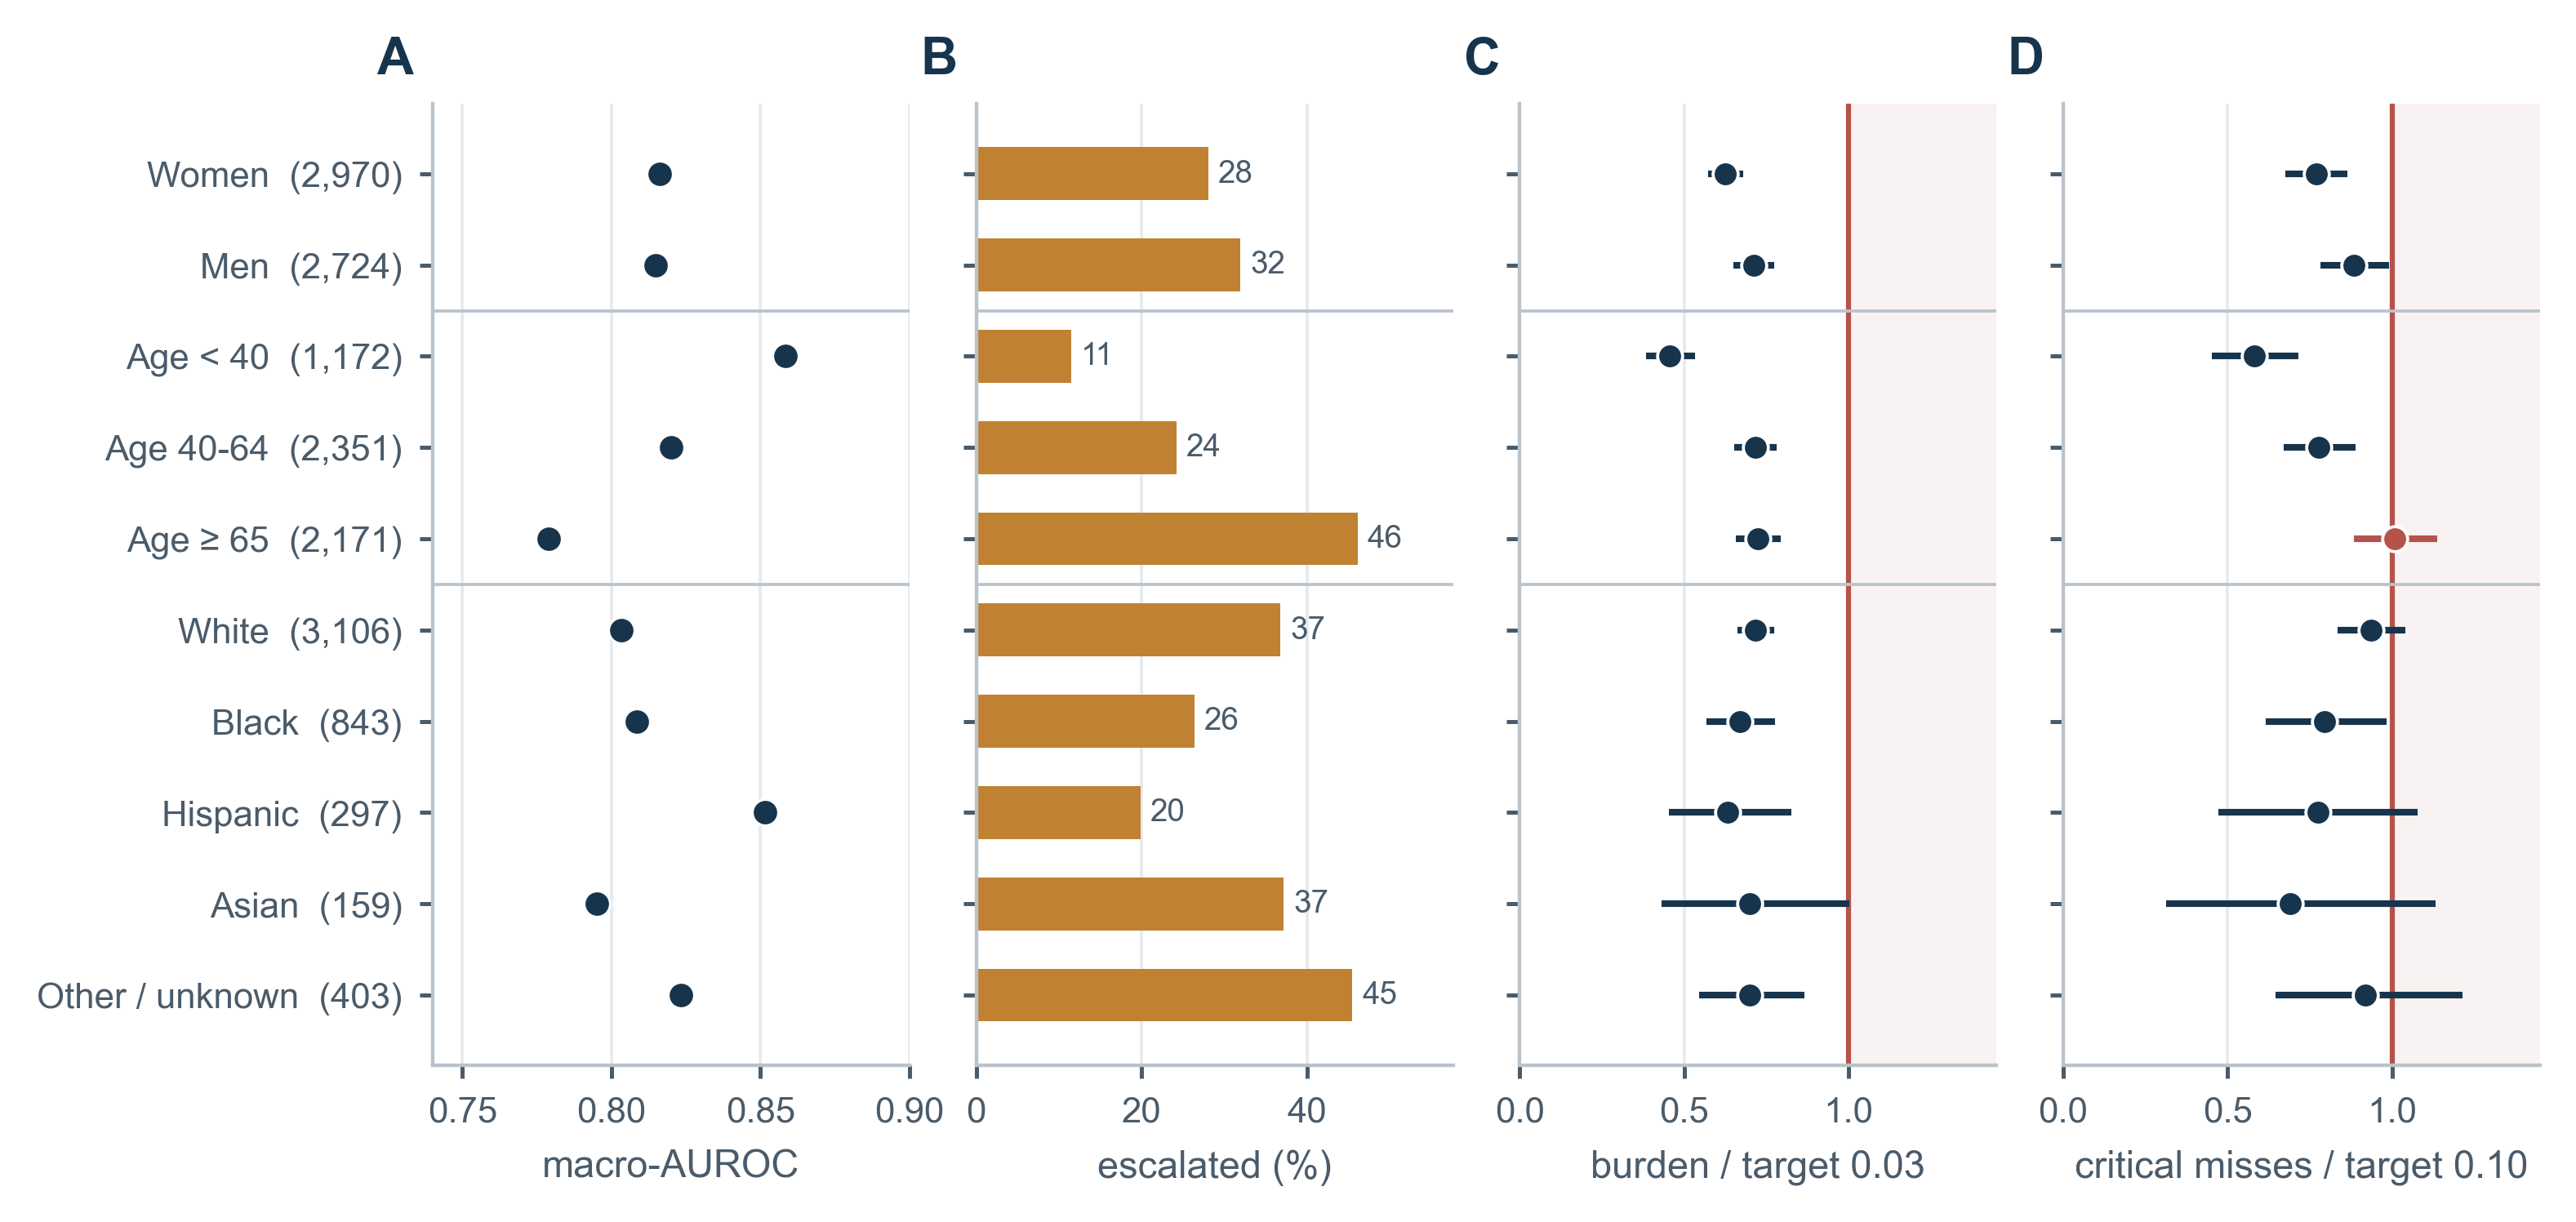 A
B
C
D
Women (2,970)
28
Men (2,724)
32
Age < 40 (1,172)
11
Age 40-64 (2,351)
24
Age ≥ 65 (2,171)
46
White (3,106)
37
Black (843)
26
Hispanic (297)
20
Asian (159)
37
Other / unknown (403)
45
0.75 0.80 0.85 0.90
0 20 40
0.0 0.5 1.0
0.0 0.5 1.0
macro-AUROC
escalated (%)
burden / target 0.03
critical misses / target 0.10